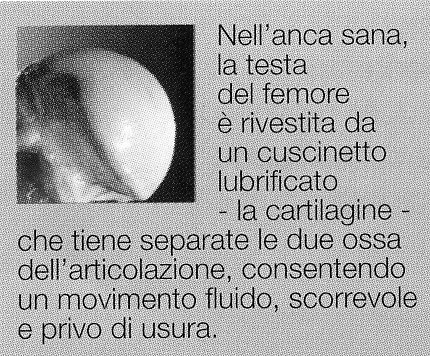 Nell'anca sana,
la testa
del femore
è rivestita da
un cuscinetto
lubrificato
- la cartilagine -
che tiene separate le due ossa
dell'articolazione, consentendo
un movimento fluido, scorrevole
e privo di usura.